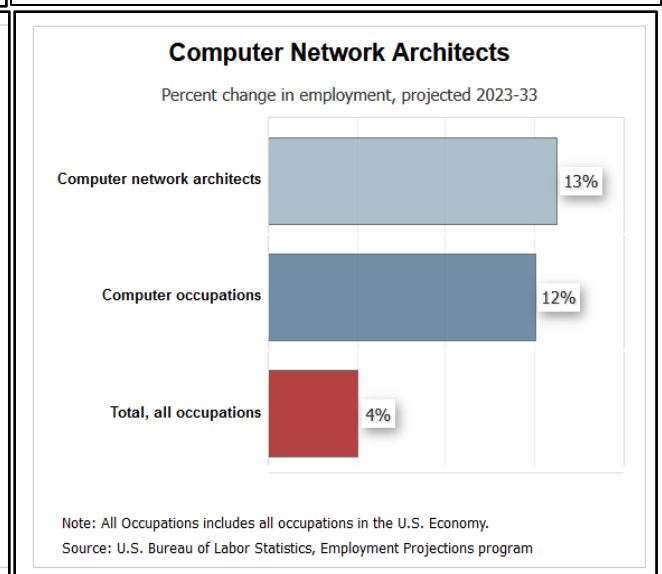 Computer Network Architects
Percent change in employment, projected 2023-33
Computer network architects
13%
Computer occupations
12%
Total, all occupations
4%
Note: All Occupations includes all occupations in the U.S. Economy.
Source: U.S. Bureau of Labor Statistics, Employment Projections program